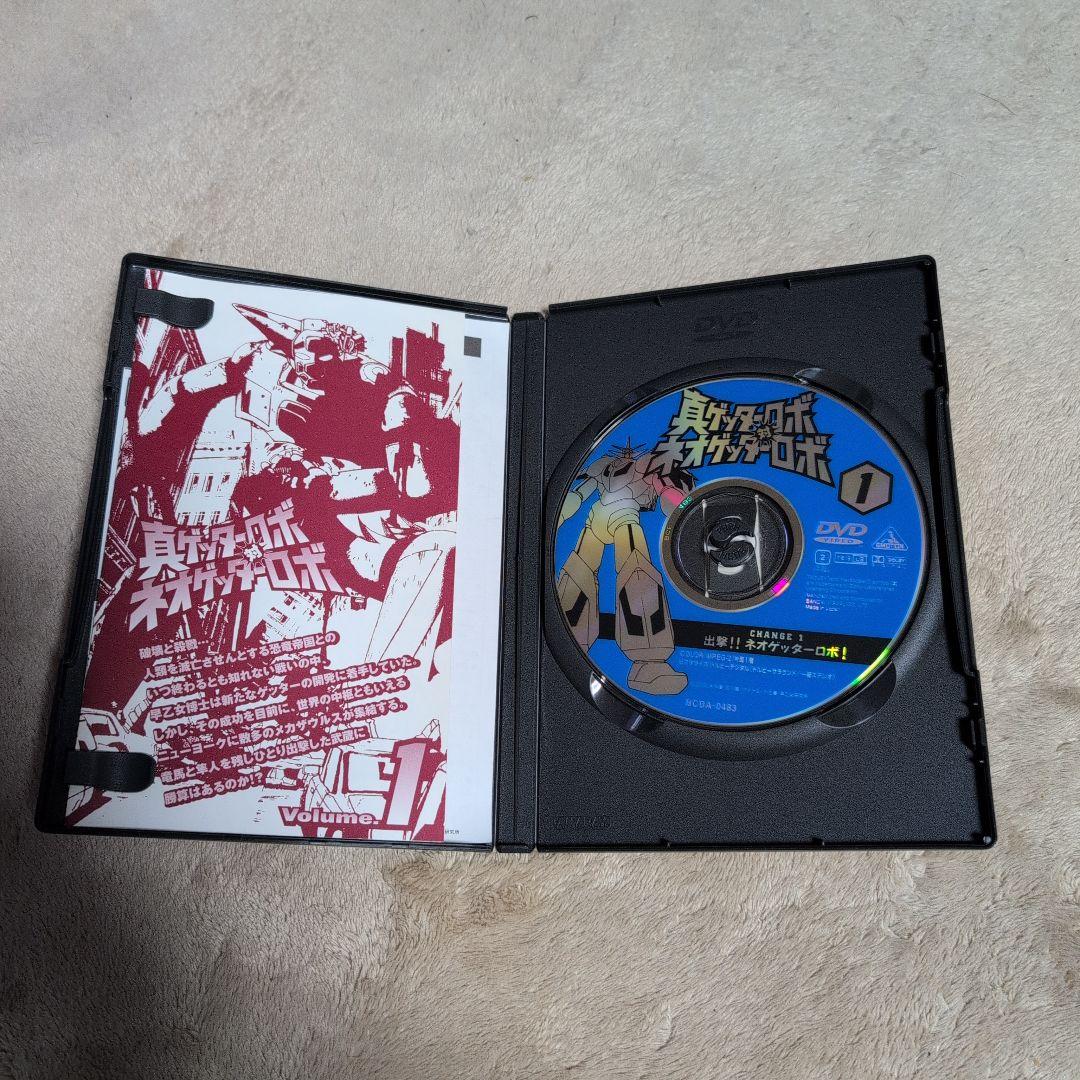 真ゲッターロボ
対
ネオゲッターロボ
破壊と殺戮…
人類を滅亡させんとする恐竜帝国との
いつ終わるとも知れない戦いの中、
早乙女博士は新たなゲッターの開発に着手していた。
しかし、その成功を目前に、世界の中枢ともいえる
ニューヨークに数多のメカザウルスが集結する。
竜馬と隼人を残しひとり出撃した武蔵に
勝算はあるのか!?
Volume.1
研究所
DVD
真ゲッターロボ
対
ネオゲッターロボ
1
DVD
VIDEO
2
CHANGE 1
出撃!! ネオゲッターロボ!
BCBA-0483